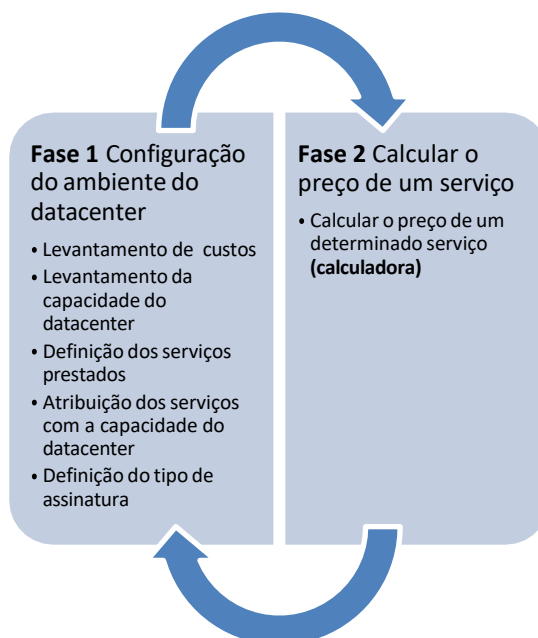 Fase 1 Configuração
do ambiente do
datacenter
• Levantamento de custos
• Levantamento da
capacidade do
datacenter
• Definição dos serviços
prestados
• Atribuição dos serviços
com a capacidade do
datacenter
• Definição do tipo de
assinatura
Fase 2 Calcular o
preço de um serviço
• Calcular o preço de um
determinado serviço
(calculadora)